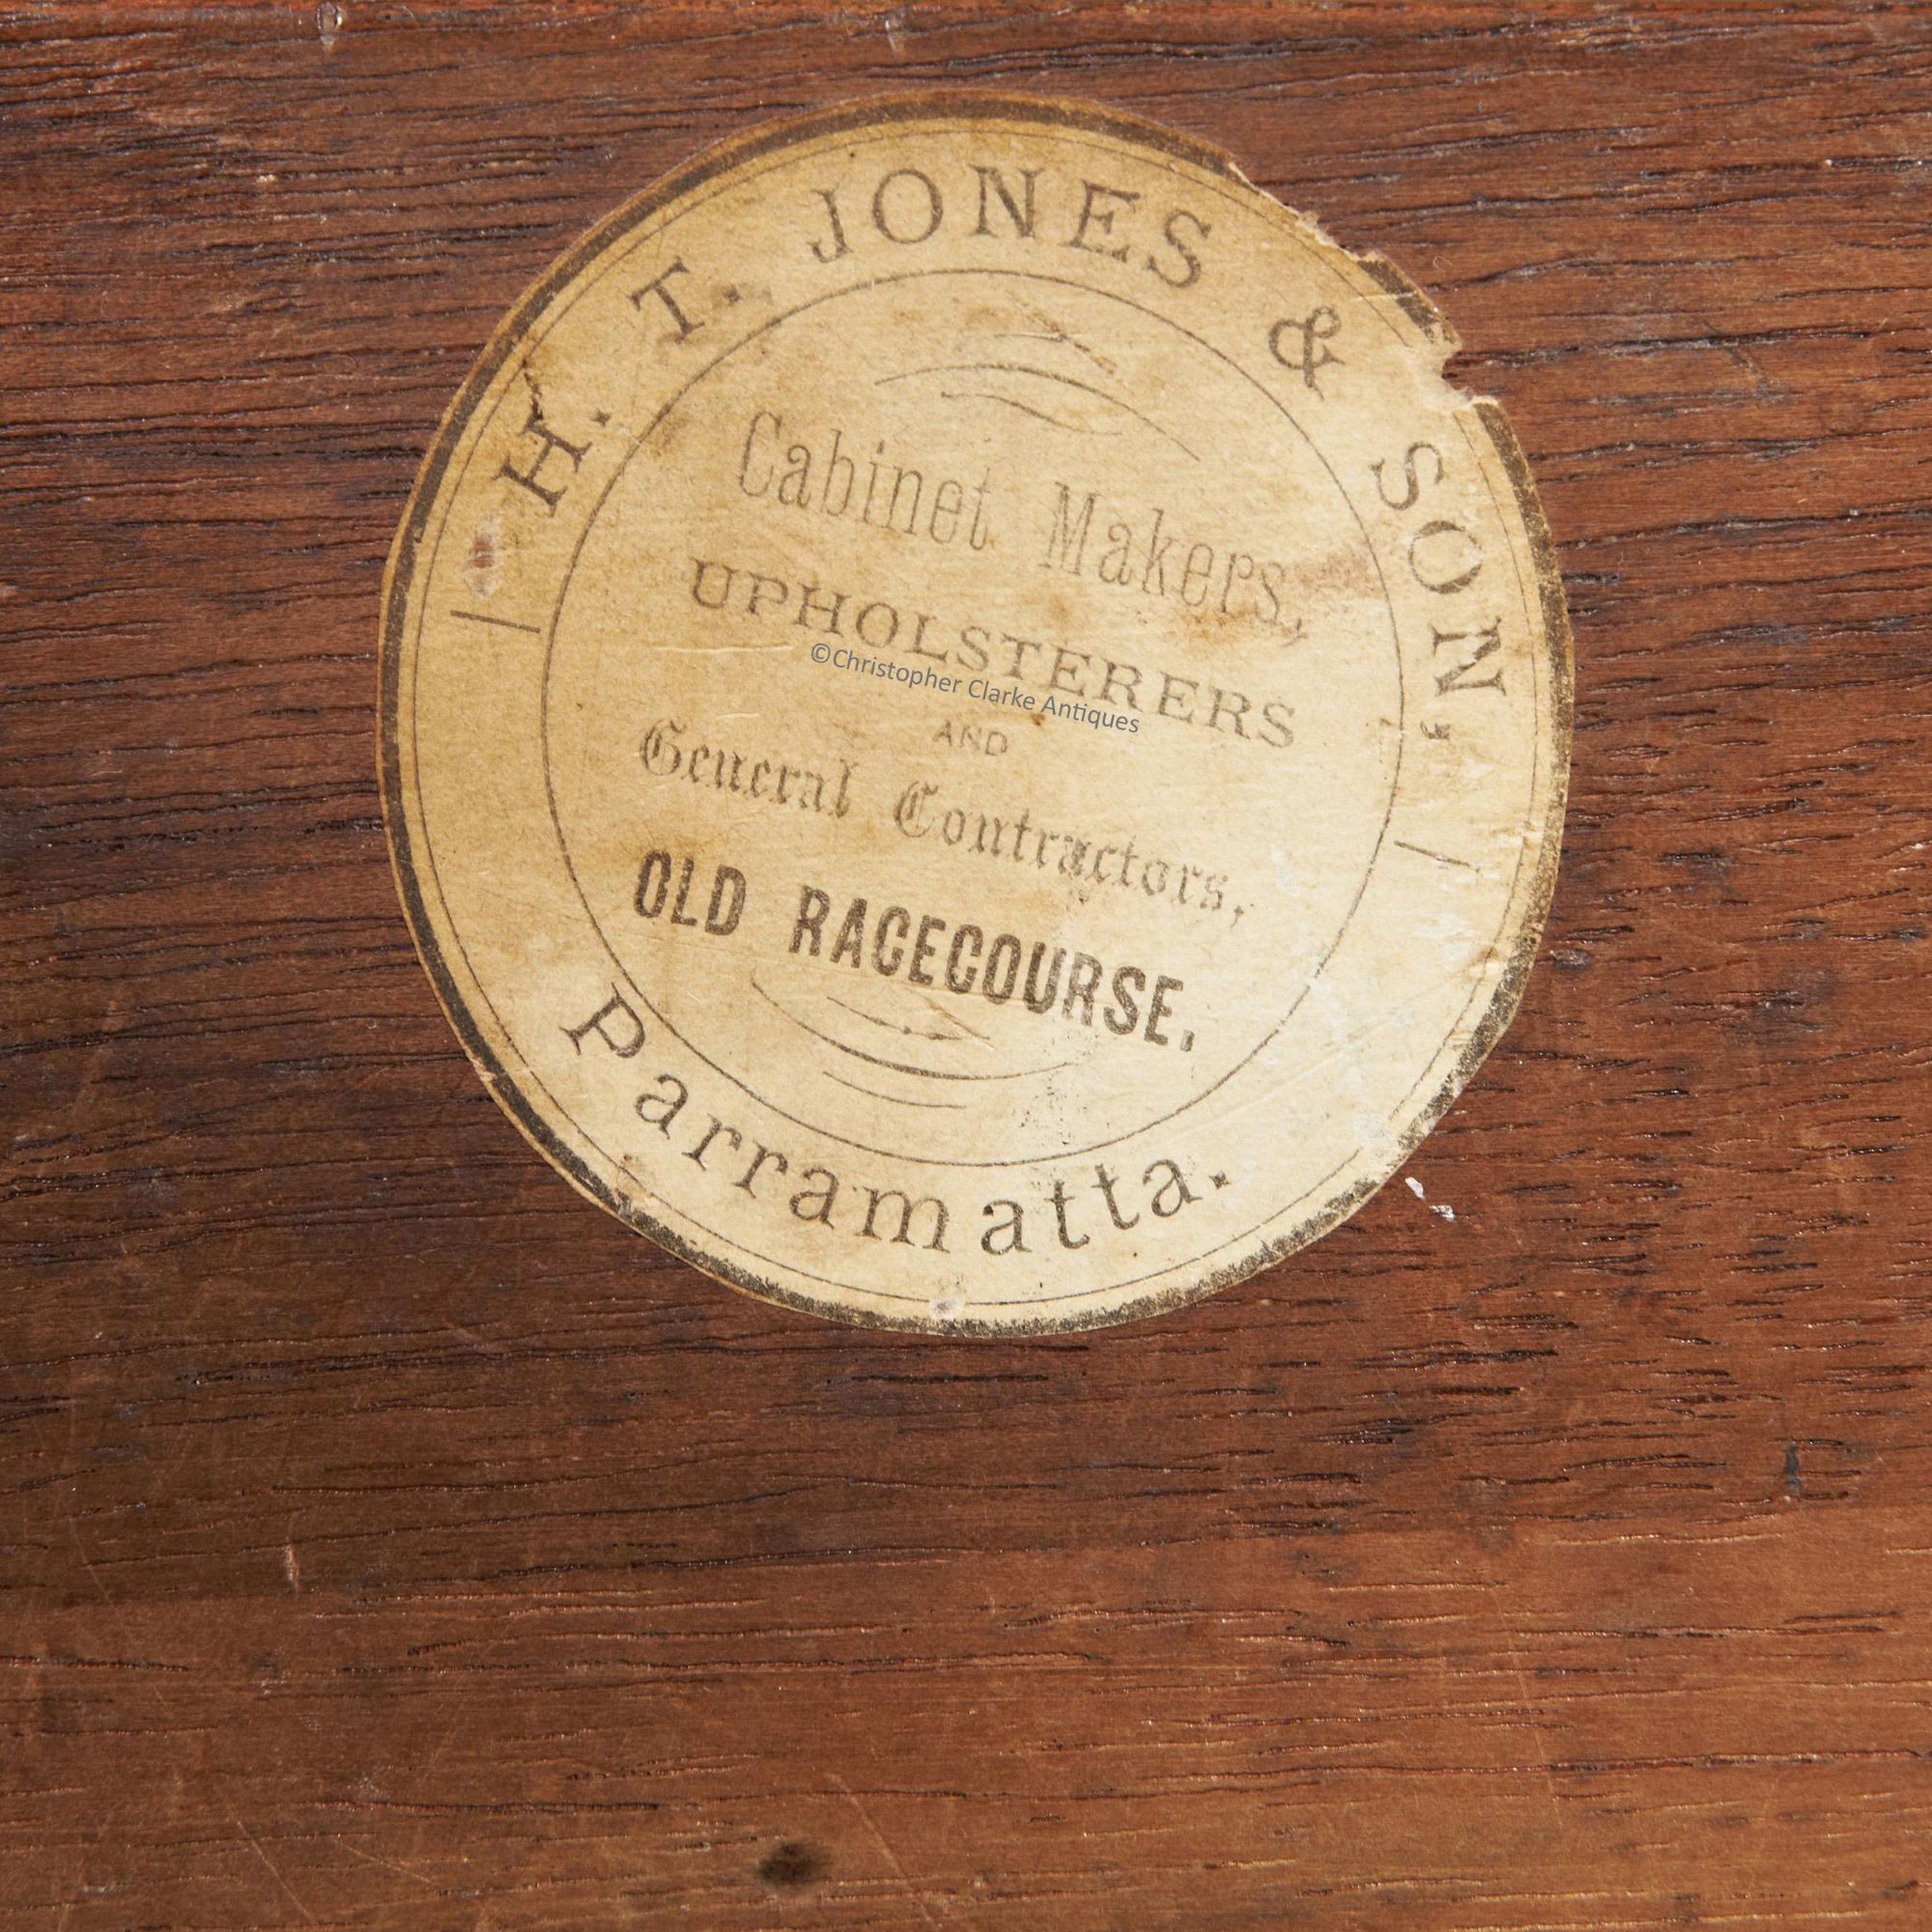 H. T. JONES & SON,
Cabinet Makers,
UPHOLSTERERS
©Christopher Clarke Antiques
AND
General Contractors,
OLD RACECOURSE,
Parramatta.